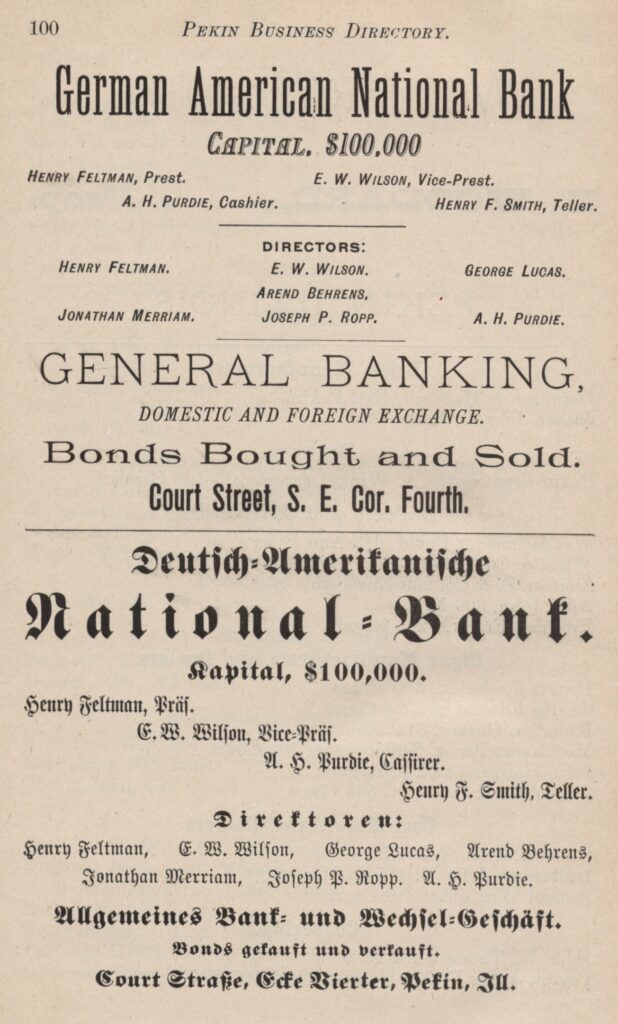 100 PEKIN BUSINESS DIRECTORY.
German American National Bank
CAPITAL, $100,000
HENRY FELTMAN, Prest. E. W. WILSON, Vice-Prest.
A. H. PURDIE, Cashier. HENRY F. SMITH, Teller.
DIRECTORS:
HENRY FELTMAN. E. W. WILSON. GEORGE LUCAS.
AREND BEHRENS,
JONATHAN MERRIAM. JOSEPH P. ROPP. A. H. PURDIE.
GENERAL BANKING,
DOMESTIC AND FOREIGN EXCHANGE.
Bonds Bought and Sold.
Court Street, S. E. Cor. Fourth.
Deutsch-Amerikanische
National-Bank.
Kapital, $100,000.
Henry Feltman, Präs.
E. W. Wilson, Vice-Präs.
A. H. Purdie, Cassirer.
Henry F. Smith, Teller.
Direktoren:
Henry Feltman, E. W. Wilson, George Lucas, Arend Behrens,
Jonathan Merriam, Joseph P. Ropp. A. H. Purdie.
Allgemeines Bank- und Wechsel-Geschäft.
Bonds gekauft und verkauft.
Court Straße, Ecke Vierter, Pekin, Ill.